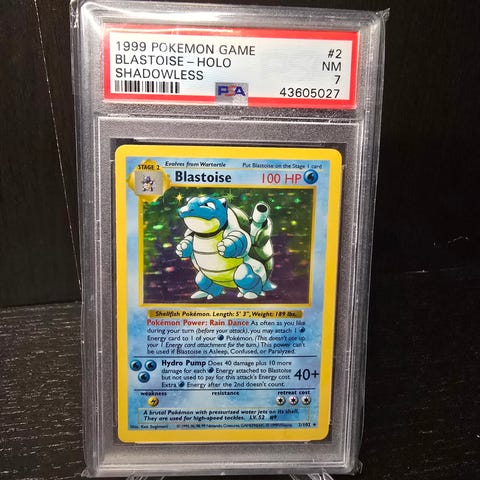 1999 POKEMON GAME #2
BLASTOISE - HOLO NM
SHADOWLESS 7
PSA 43605027
STAGE 2 Evolves from Wartortle Put Blastoise on the Stage 1 card
Blastoise 100 HP
Shellfish Pokémon. Length: 5' 3", Weight: 189 lbs.
Pokémon Power: Rain Dance As often as you like
during your turn (before your attack), you may attach 1
Energy card to 1 of your Pokémon. (This doesn't use up
your 1 Energy card attachment for the turn.) This power can't
be used if Blastoise is Asleep, Confused, or Paralyzed.
Hydro Pump Does 40 damage plus 10 more
damage for each Energy attached to Blastoise
but not used to pay for this attack's Energy cost. 40+
Extra Energy after the 2nd doesn't count.
weakness resistance retreat cost
A brutal Pokémon with pressurized water jets on its shell.
They are used for high-speed tackles. LV. 52 #9
Illus. Ken Sugimori 2/102